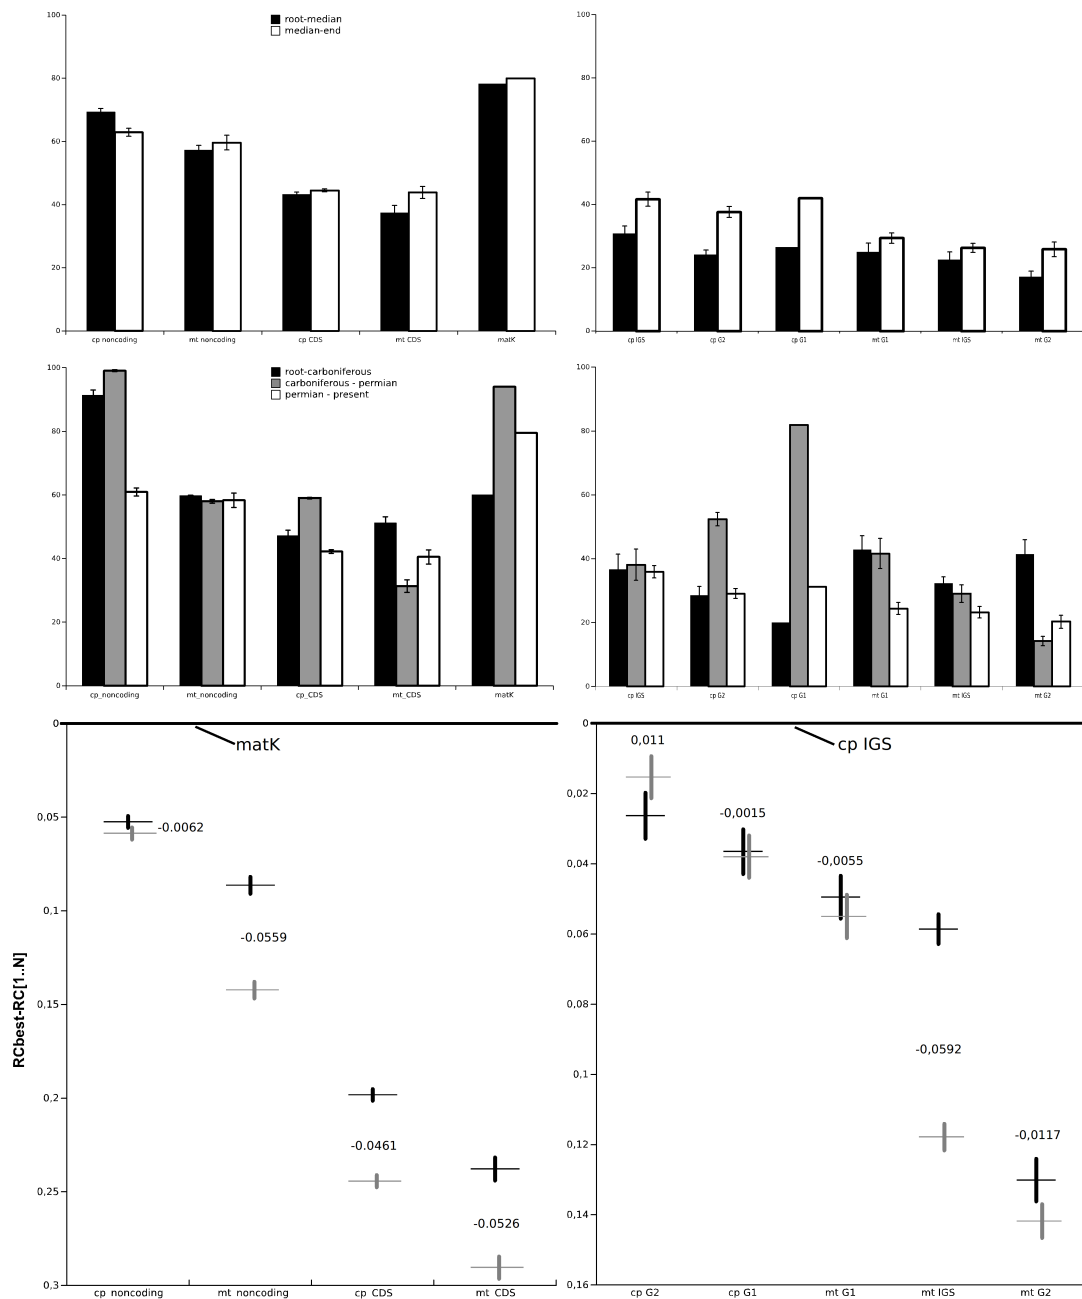 100
80
60
40
20
0
root-median
median-end
cp noncoding
mt noncoding
cp CDS
mt CDS
matK
100
80
60
40
20
0
cp IGS
cp G2
cp G1
mt G1
mt IGS
mt G2
100
80
60
40
20
0
root-carboniferous
carboniferous - permian
permian - present
cp_noncoding
mt_noncoding
cp_CDS
mt_CDS
matK
100
80
60
40
20
0
cp IGS
cp G2
cp G1
mt G1
mt IGS
mt G2
RCbest-RC[1..N]
0
0,05
0,1
0,15
0,2
0,25
0,3
matK
-0.0062
-0.0559
-0.0461
-0.0526
cp noncoding
mt noncoding
cp CDS
mt CDS
0
0,02
0,04
0,06
0,08
0,1
0,12
0,14
0,16
cp IGS
0,011
-0,0015
-0,0055
-0,0592
-0,0117
cp G2
cp G1
mt G1
mt IGS
mt G2